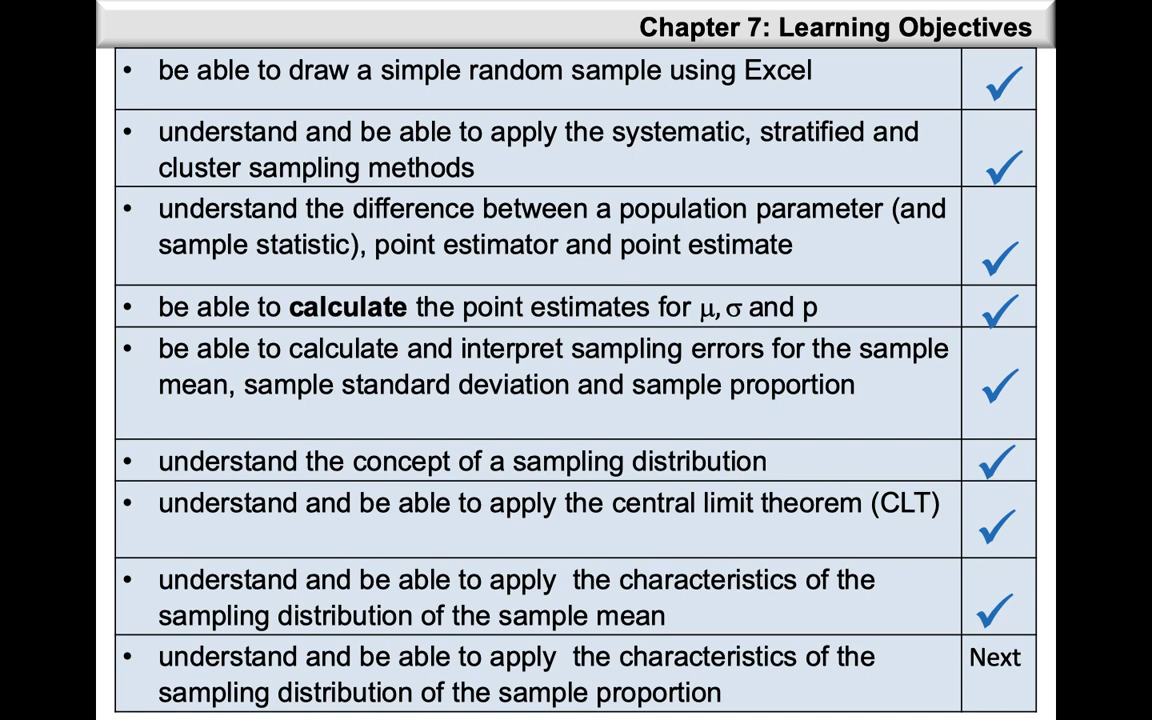 Chapter 7: Learning Objectives
• be able to draw a simple random sample using Excel
• understand and be able to apply the systematic, stratified and
cluster sampling methods
• understand the difference between a population parameter (and
sample statistic), point estimator and point estimate
• be able to calculate the point estimates for μ, σ and p
• be able to calculate and interpret sampling errors for the sample
mean, sample standard deviation and sample proportion
• understand the concept of a sampling distribution
• understand and be able to apply the central limit theorem (CLT)
• understand and be able to apply  the characteristics of the
sampling distribution of the sample mean
• understand and be able to apply  the characteristics of the
sampling distribution of the sample proportion
Next